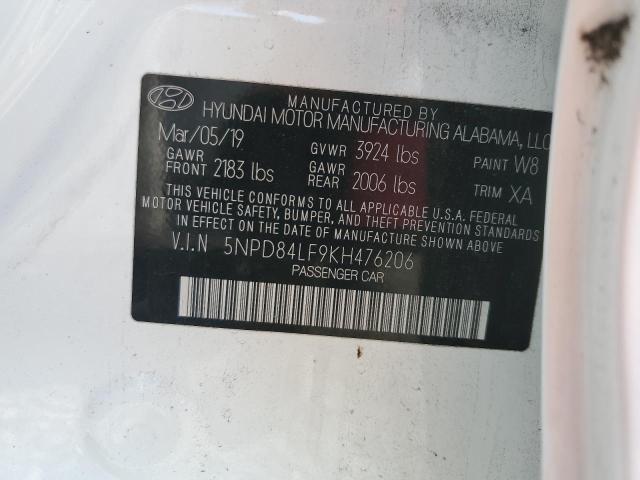 MANUFACTURED BY
HYUNDAI MOTOR MANUFACTURING ALABAMA, LLC
Mar/05/19 GVWR 3924 lbs PAINT W8
GAWR FRONT 2183 lbs GAWR REAR 2006 lbs TRIM XA
THIS VEHICLE CONFORMS TO ALL APPLICABLE U.S.A. FEDERAL
MOTOR VEHICLE SAFETY, BUMPER, AND THEFT PREVENTION STANDARDS
IN EFFECT ON THE DATE OF MANUFACTURE SHOWN ABOVE.
V.I.N 5NPD84LF9KH476206
PASSENGER CAR